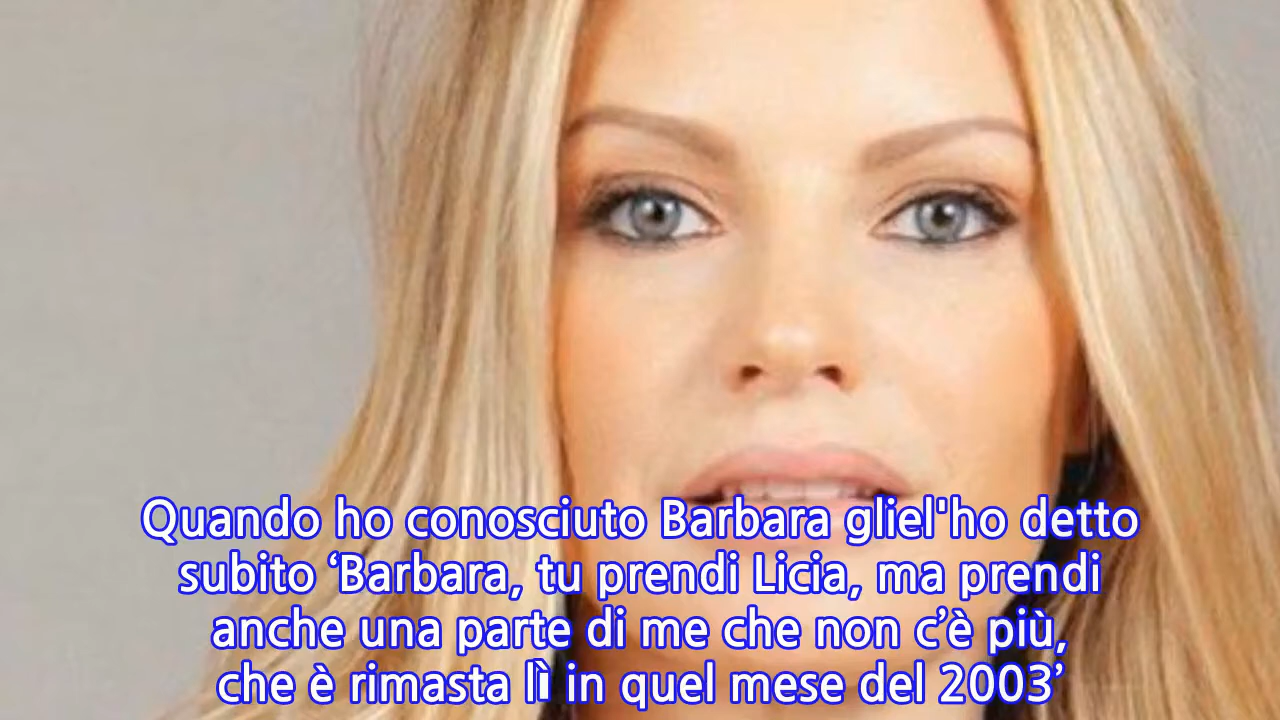 Quando ho conosciuto Barbara gliel'ho detto
subito ‘Barbara, tu prendi Licia, ma prendi
anche una parte di me che non c’è più,
che è rimasta lì in quel mese del 2003’